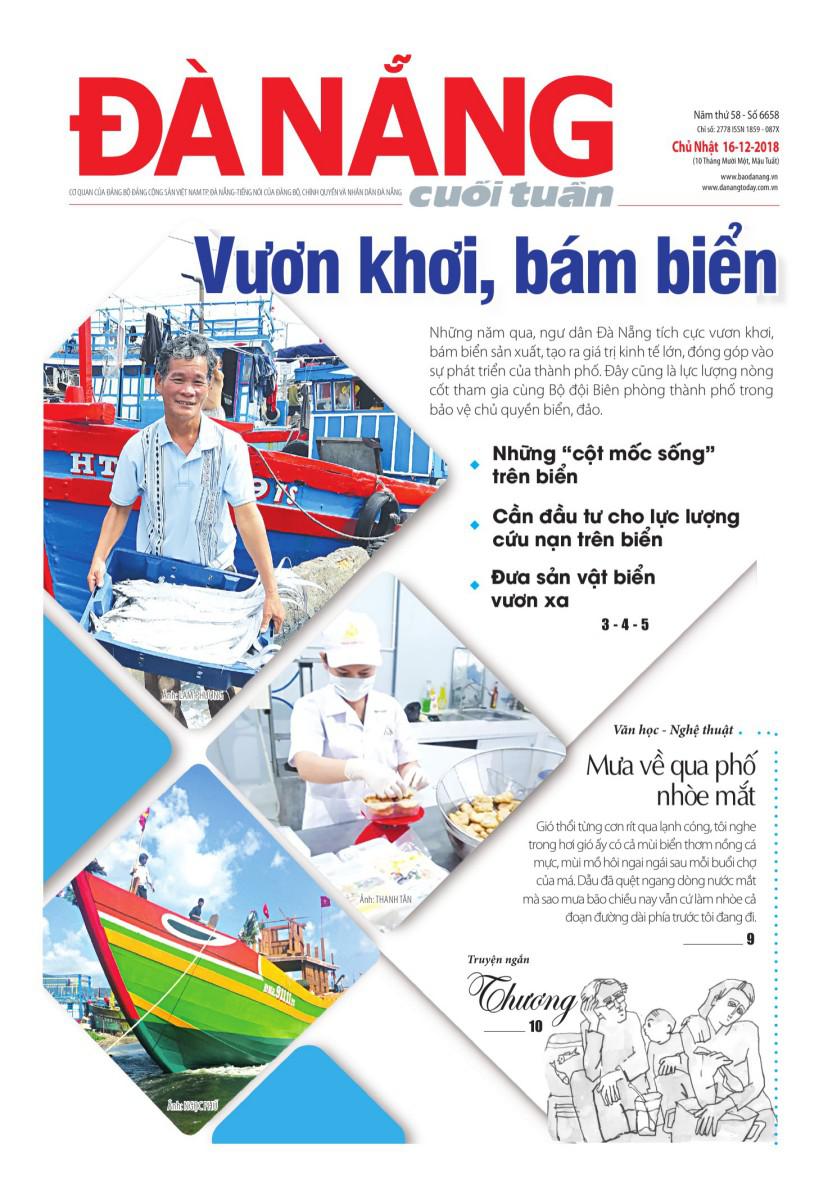 ĐÀ NẴNG
cuối tuần
CƠ QUAN CỦA ĐẢNG BỘ ĐẢNG CỘNG SẢN VIỆT NAM TP. ĐÀ NẴNG-TIẾNG NÓI CỦA ĐẢNG BỘ, CHÍNH QUYỀN VÀ NHÂN DÂN ĐÀ NẴNG
Năm thứ 58 - Số 6658
Chỉ số: 2778 ISSN 1859 - 087X
Chủ Nhật 16-12-2018
(10 Tháng Mười Một, Mậu Tuất)
www.baodanang.vn
www.danangtoday.com.vn
Vươn khơi, bám biển
Những năm qua, ngư dân Đà Nẵng tích cực vươn khơi,
bám biển sản xuất, tạo ra giá trị kinh tế lớn, đóng góp vào
sự phát triển của thành phố. Đây cũng là lực lượng nòng
cốt tham gia cùng Bộ đội Biên phòng thành phố trong
bảo vệ chủ quyền biển, đảo.
Những “cột mốc sống”
trên biển
Cần đầu tư cho lực lượng
cứu nạn trên biển
Đưa sản vật biển
vươn xa
3 - 4 - 5
HT
Ảnh: LAM PHƯƠNG
Ảnh: THANH TÂN
Ảnh: NGỌC PHÚ
Văn học - Nghệ thuật
Mưa về qua phố
nhòe mắt
Gió thổi từng cơn rít qua lạnh cóng, tôi nghe
trong hơi gió ấy có cả mùi biển thơm nồng cá
mực, mùi mồ hôi ngai ngái sau mỗi buổi chợ
của má. Dẫu đã quệt ngang dòng nước mắt
mà sao mưa bão chiều nay vẫn cứ làm nhòe cả
đoạn đường dài phía trước tôi đang đi.
9
Truyện ngắn
Thương
10